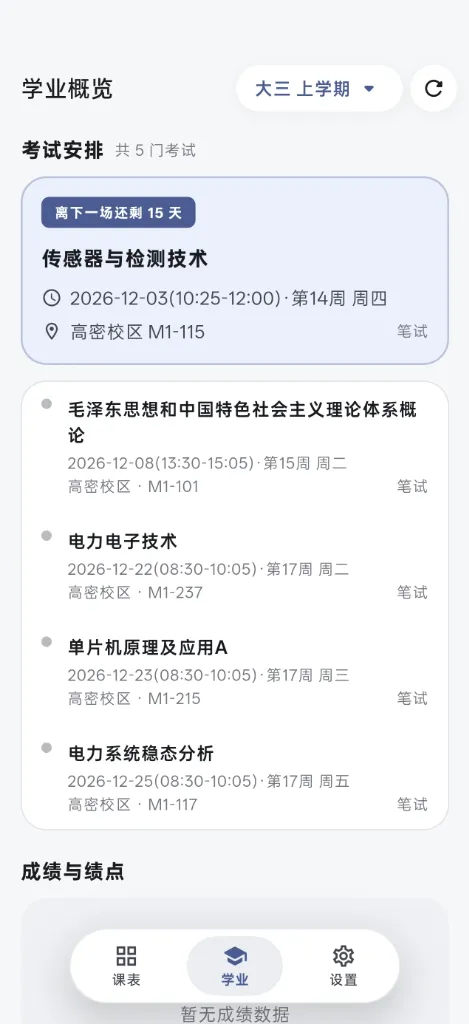 学业概览
大三 上学期
考试安排 共 5 门考试
离下一场还剩 15 天
传感器与检测技术
2026-12-03(10:25-12:00)·第14周 周四
高密校区 M1-115 笔试
毛泽东思想和中国特色社会主义理论体系概
论
2026-12-08(13:30-15:05)·第15周 周二
高密校区 · M1-101 笔试
电力电子技术
2026-12-22(08:30-10:05)·第17周 周二
高密校区 · M1-237 笔试
单片机原理及应用A
2026-12-23(08:30-10:05)·第17周 周三
高密校区 · M1-215 笔试
电力系统稳态分析
2026-12-25(08:30-10:05)·第17周 周五
高密校区 · M1-117 笔试
成绩与绩点
课表 学业 设置
暂无成绩数据